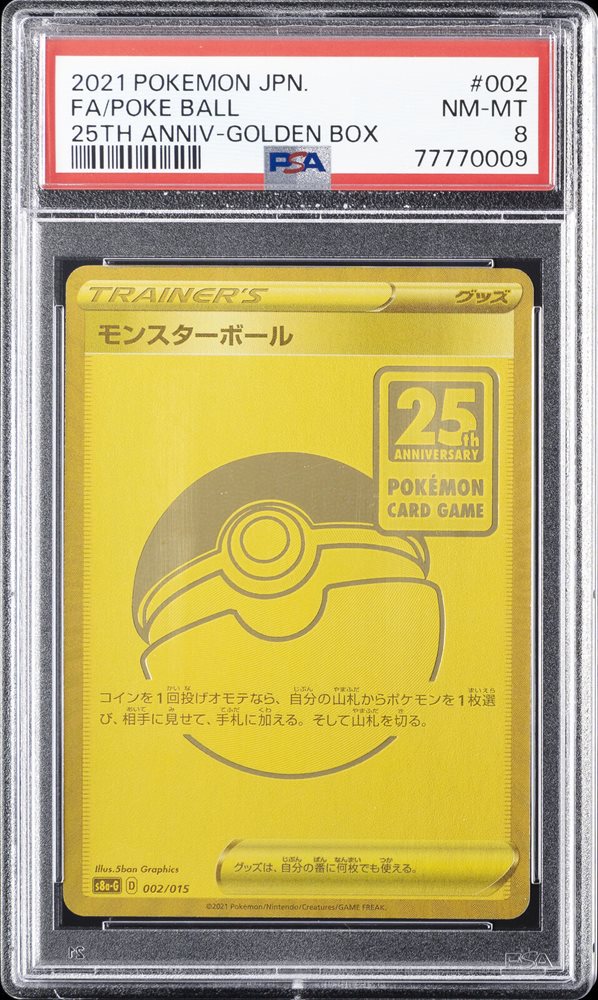 2021 POKEMON JPN. #002
FA/POKE BALL NM-MT
25TH ANNIV-GOLDEN BOX 8
PSA 77770009
TRAINER'S グッズ
モンスターボール
25th
ANNIVERSARY
POKÉMON
CARD GAME
コインを1回投げオモテなら、自分の山札からポケモンを1枚選
び、相手に見せて、手札に加える。そして山札を切る。
Illus.5ban Graphics
グッズは、自分の番に何枚でも使える。
s8a-G D 002/015
©2021 Pokémon/Nintendo/Creatures/GAME FREAK.
PSA